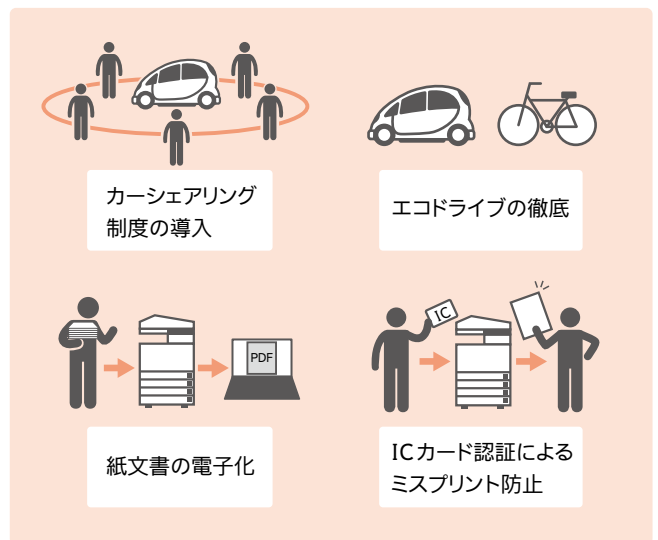 カーシェアリング
制度の導入
エコドライブの徹底
PDF
紙文書の電子化
IC
ICカード認証による
ミスプリント防止